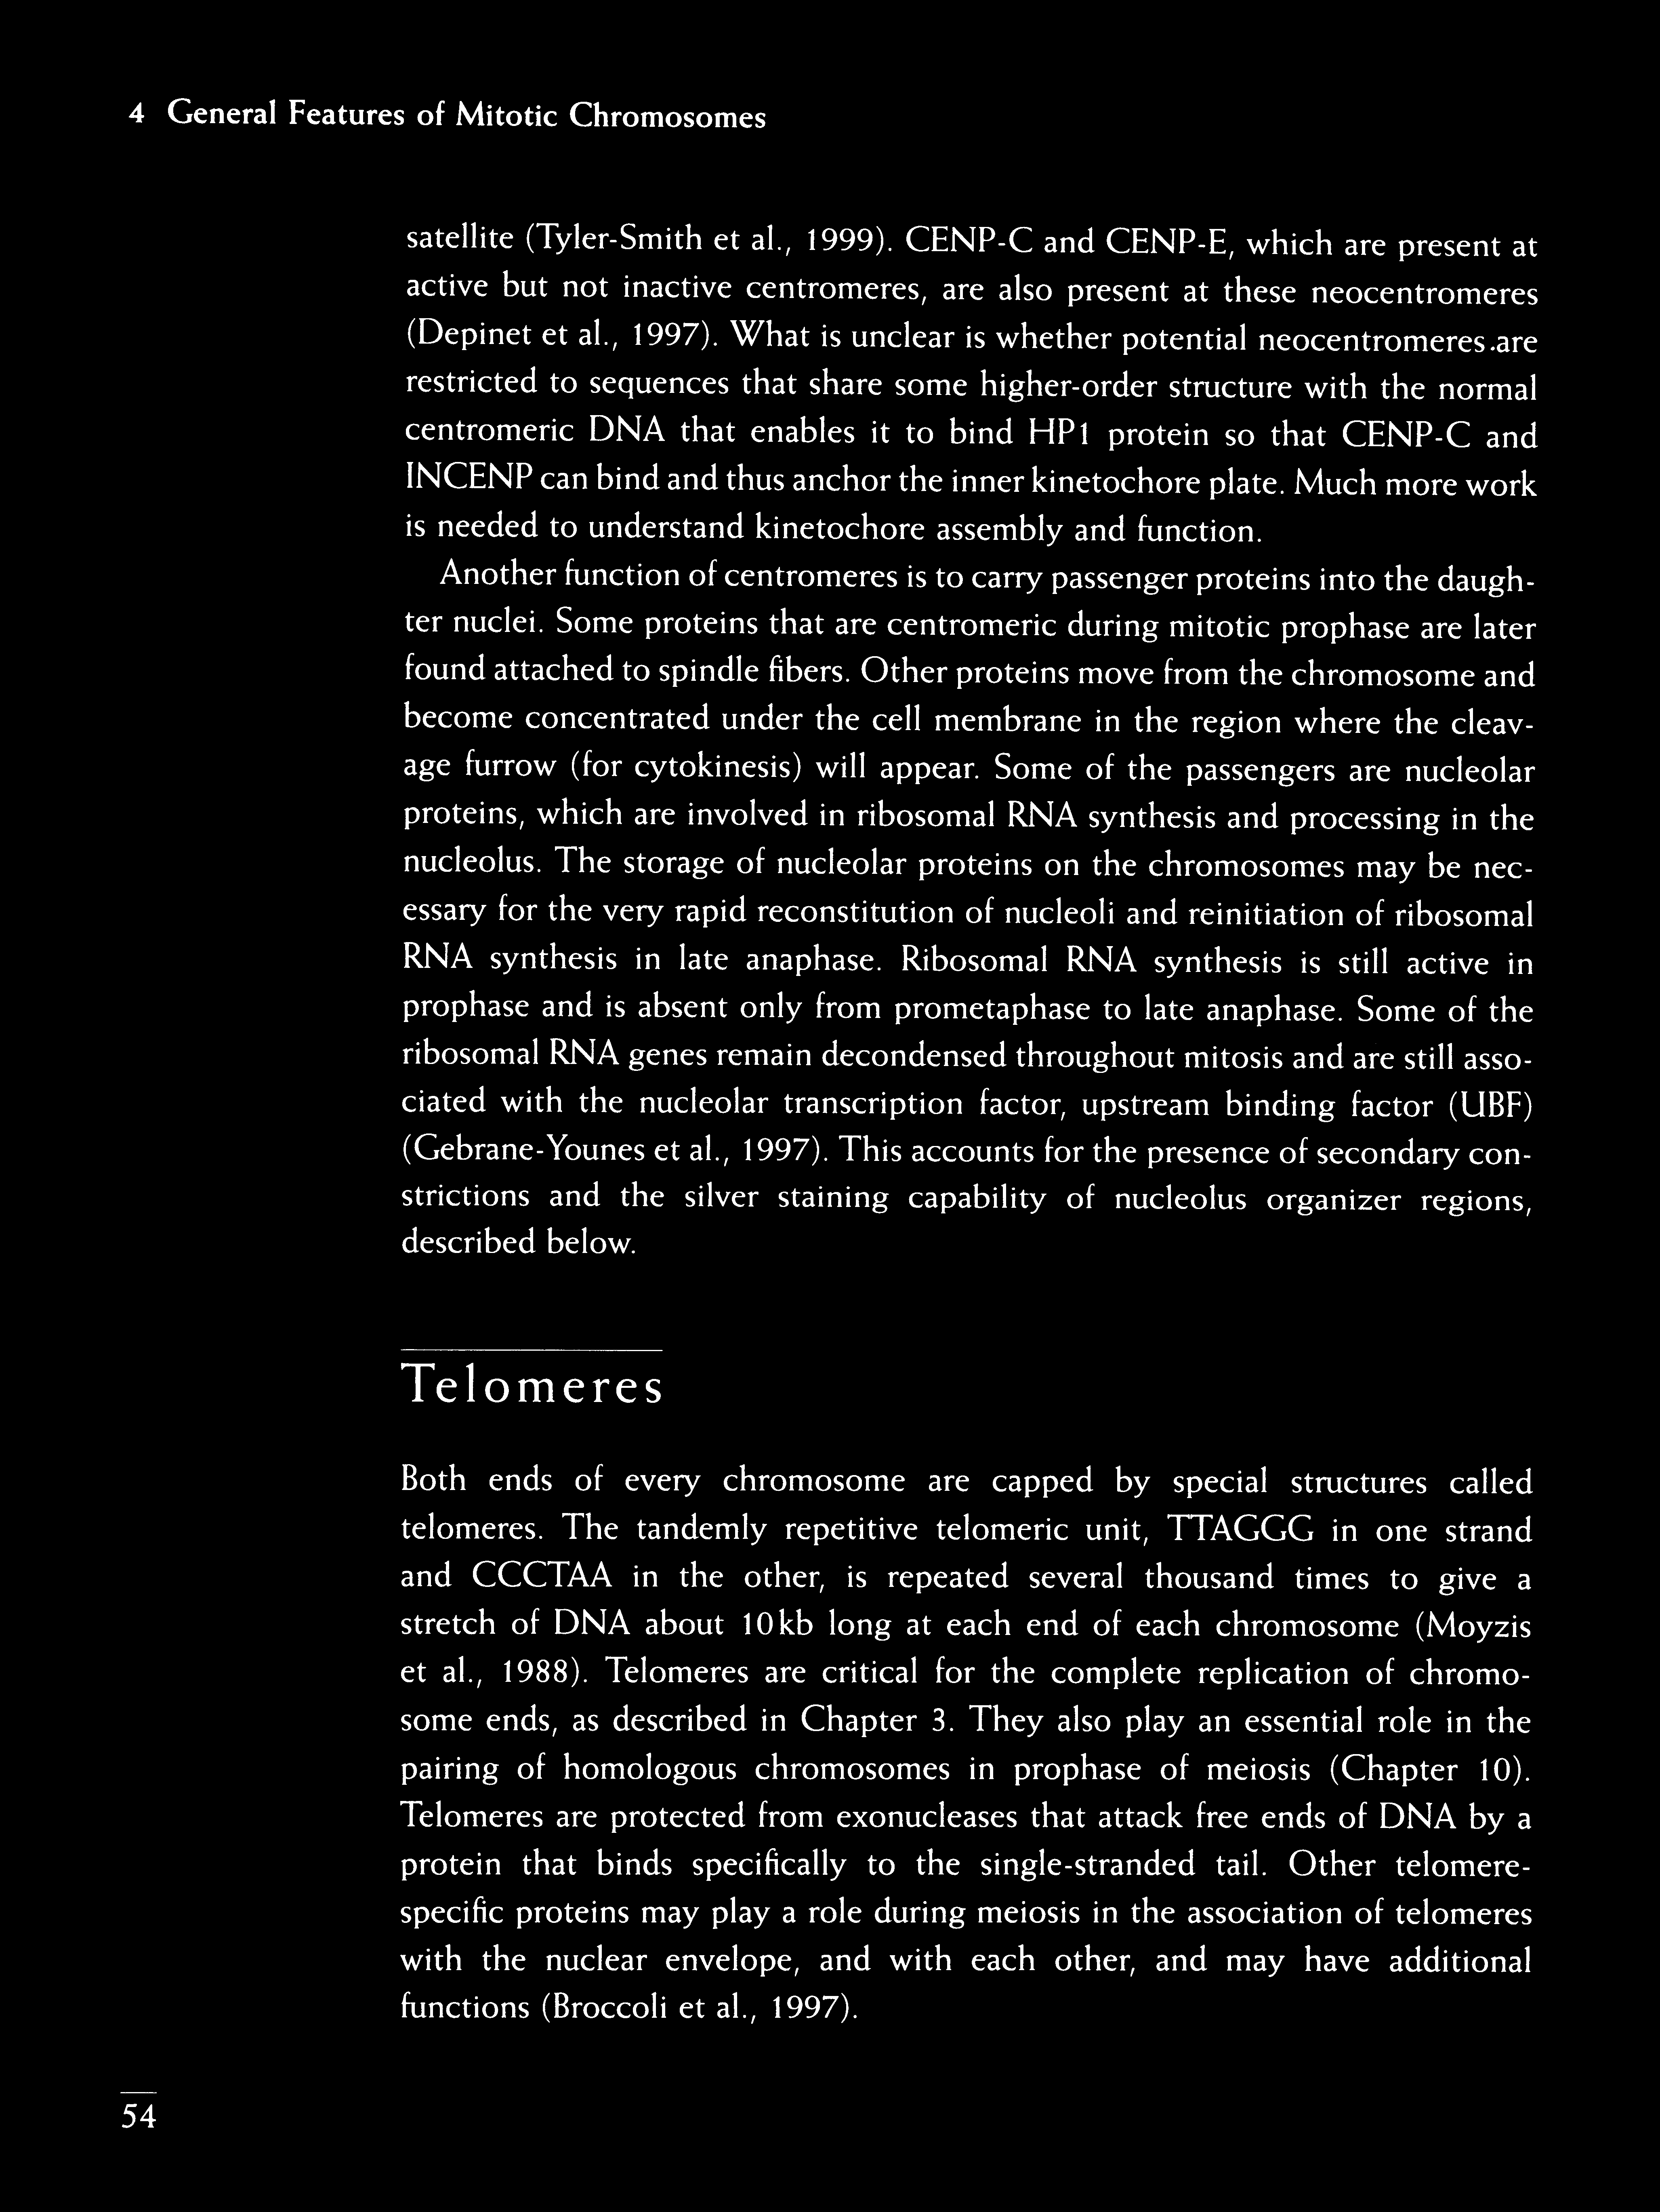 4 General Features of Mitotic Chromosomes
satellite (Tyler-Smith et al., 1999). CENP-C and CENP-E, which are present at
active but not inactive centromeres, are also present at these neocentromeres
(Depinet et al., 1997). What is unclear is whether potential neocentromeres.are
restricted to sequences that share some higher-order structure with the normal
centromeric DNA that enables it to bind HP1 protein so that CENP-C and
INCENP can bind and thus anchor the inner kinetochore plate. Much more work
is needed to understand kinetochore assembly and function.
Another function of centromeres is to carry passenger proteins into the daugh-
ter nuclei. Some proteins that are centromeric during mitotic prophase are later
found attached to spindle fibers. Other proteins move from the chromosome and
become concentrated under the cell membrane in the region where the cleav-
age furrow (for cytokinesis) will appear. Some of the passengers are nucleolar
proteins, which are involved in ribosomal RNA synthesis and processing in the
nucleolus. The storage of nucleolar proteins on the chromosomes may be nec-
essary for the very rapid reconstitution of nucleoli and reinitiation of ribosomal
RNA synthesis in late anaphase. Ribosomal RNA synthesis is still active in
prophase and is absent only from prometaphase to late anaphase. Some of the
ribosomal RNA genes remain decondensed throughout mitosis and are still asso-
ciated with the nucleolar transcription factor, upstream binding factor (UBF)
(Gebrane-Younes et al., 1997). This accounts for the presence of secondary con-
strictions and the silver staining capability of nucleolus organizer regions,
described below.
Telomeres
Both ends of every chromosome are capped by special structures called
telomeres. The tandemly repetitive telomeric unit, TTAGGG in one strand
and CCCTAA in the other, is repeated several thousand times to give a
stretch of DNA about 10kb long at each end of each chromosome (Moyzis
et al., 1988). Telomeres are critical for the complete replication of chromo-
some ends, as described in Chapter 3. They also play an essential role in the
pairing of homologous chromosomes in prophase of meiosis (Chapter 10).
Telomeres are protected from exonucleases that attack free ends of DNA by a
protein that binds specifically to the single-stranded tail. Other telomere-
specific proteins may play a role during meiosis in the association of telomeres
with the nuclear envelope, and with each other, and may have additional
functions (Broccoli et al., 1997).
54